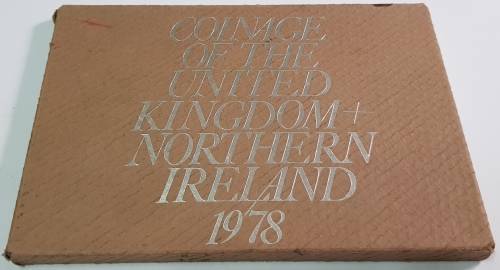 COINAGE
OF THE
UNITED
KINGDOM+
NORTHERN
IRELAND
1978